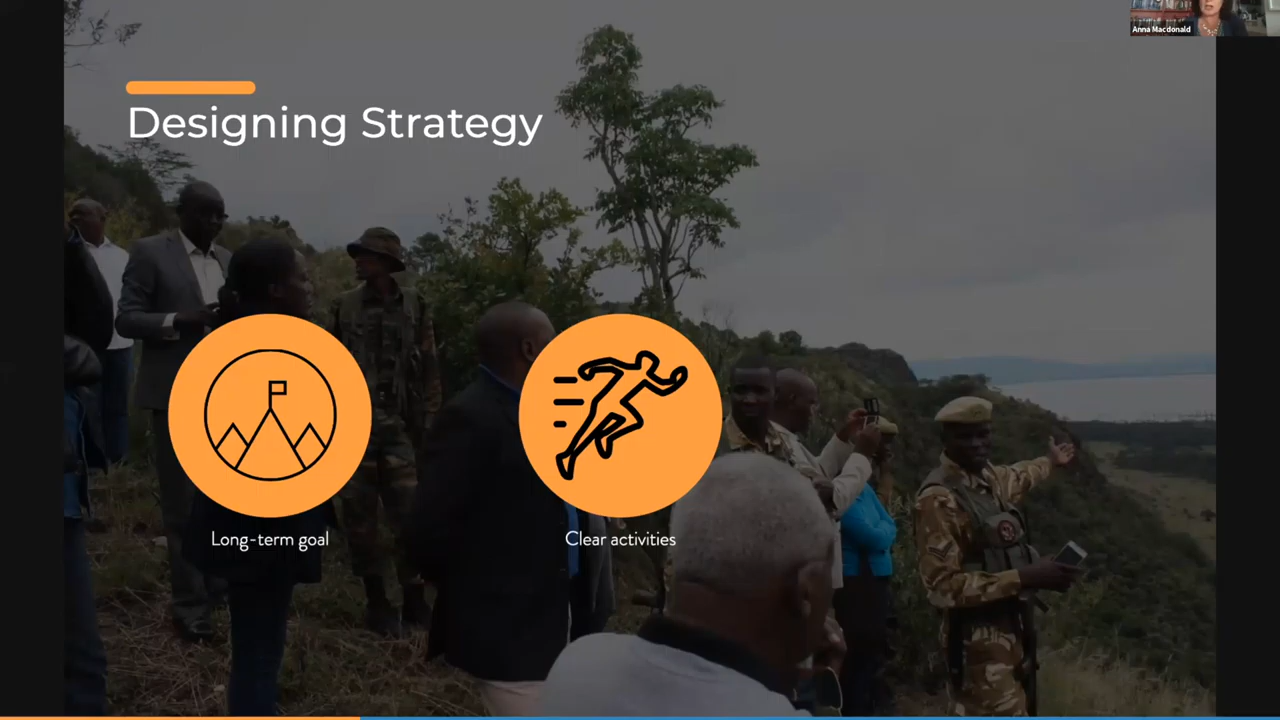 Anna Macdonald
Designing Strategy
Long-term goal
Clear activities